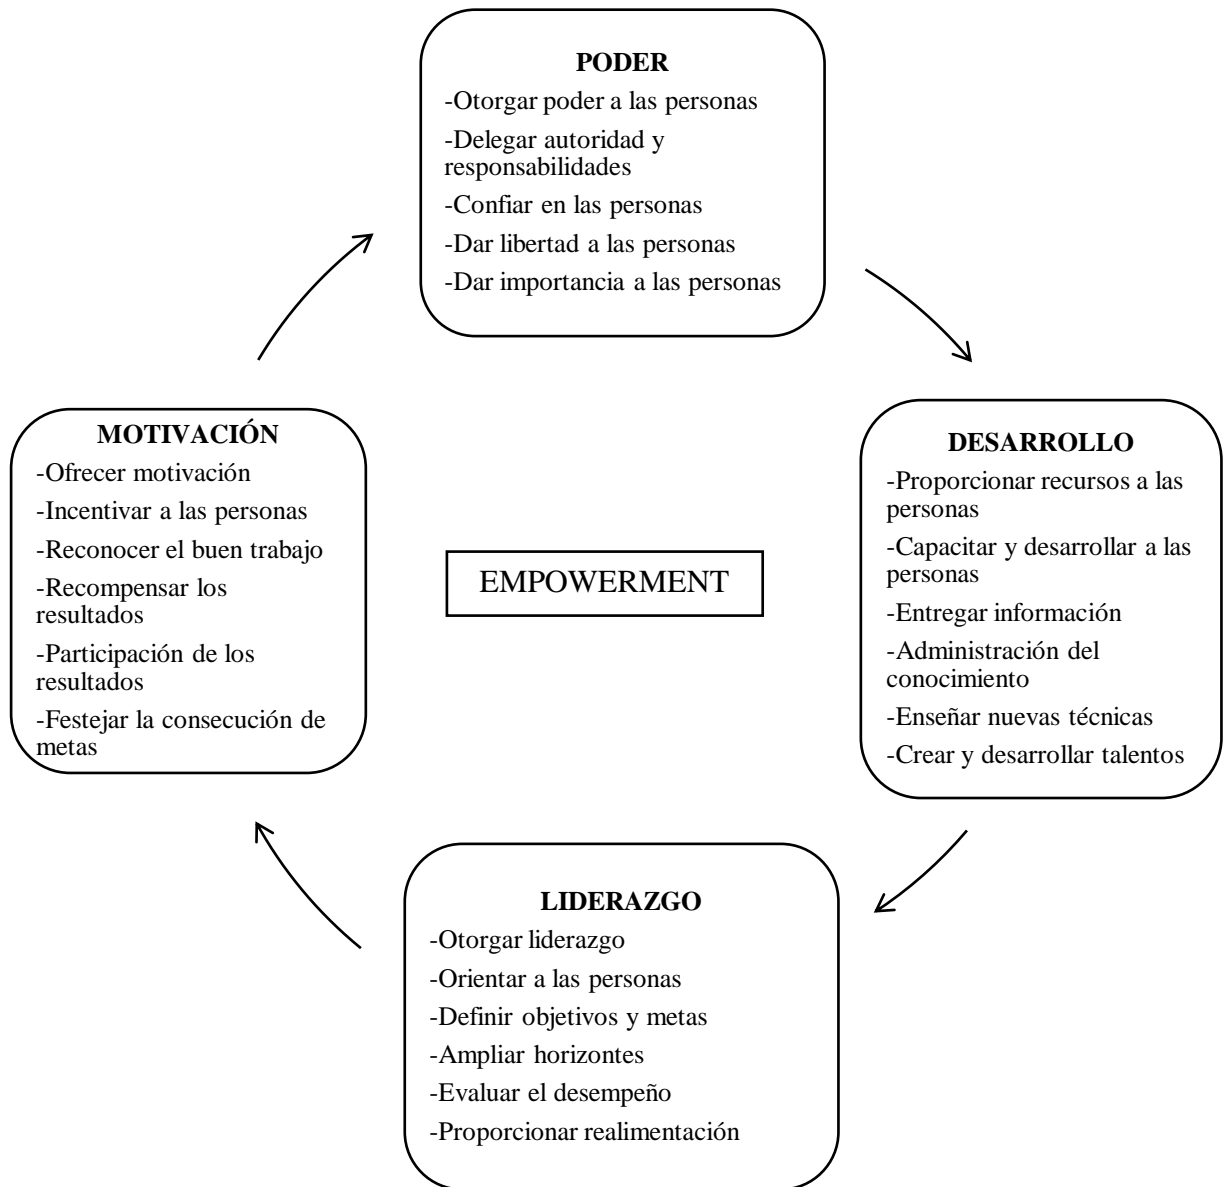 PODER
-Otorgar poder a las personas
-Delegar autoridad y
responsabilidades
-Confiar en las personas
-Dar libertad a las personas
-Dar importancia a las personas
MOTIVACIÓN
-Ofrecer motivación
-Incentivar a las personas
-Reconocer el buen trabajo
-Recompensar los
resultados
-Participación de los
resultados
-Festejar la consecución de
metas
EMPOWERMENT
DESARROLLO
-Proporcionar recursos a las
personas
-Capacitar y desarrollar a las
personas
-Entregar información
-Administración del
conocimiento
-Enseñar nuevas técnicas
-Crear y desarrollar talentos
LIDERAZGO
-Otorgar liderazgo
-Orientar a las personas
-Definir objetivos y metas
-Ampliar horizontes
-Evaluar el desempeño
-Proporcionar realimentación